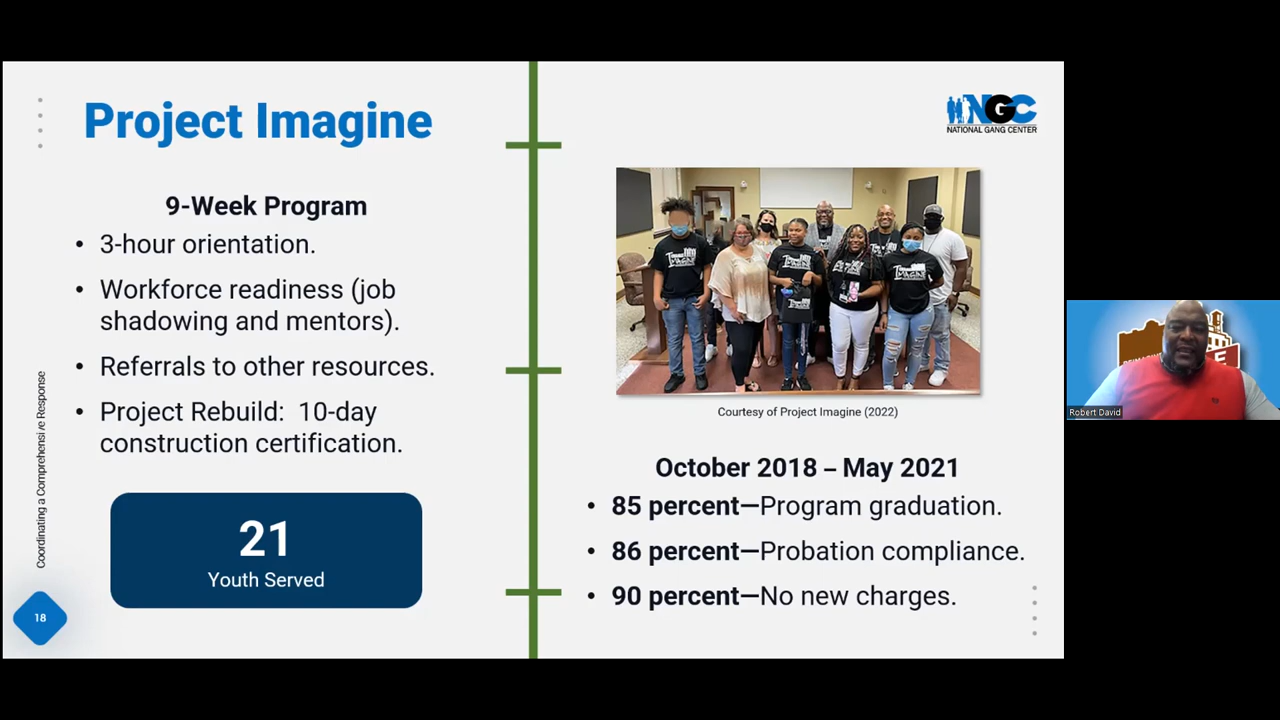 Project Imagine
9-Week Program
• 3-hour orientation.
• Workforce readiness (job
shadowing and mentors).
• Referrals to other resources.
• Project Rebuild: 10-day
construction certification.
21
Youth Served
Coordinating a Comprehensive Response
18
NGC
NATIONAL GANG CENTER
Courtesy of Project Imagine (2022)
October 2018 – May 2021
• 85 percent—Program graduation.
• 86 percent—Probation compliance.
• 90 percent—No new charges.
Robert David